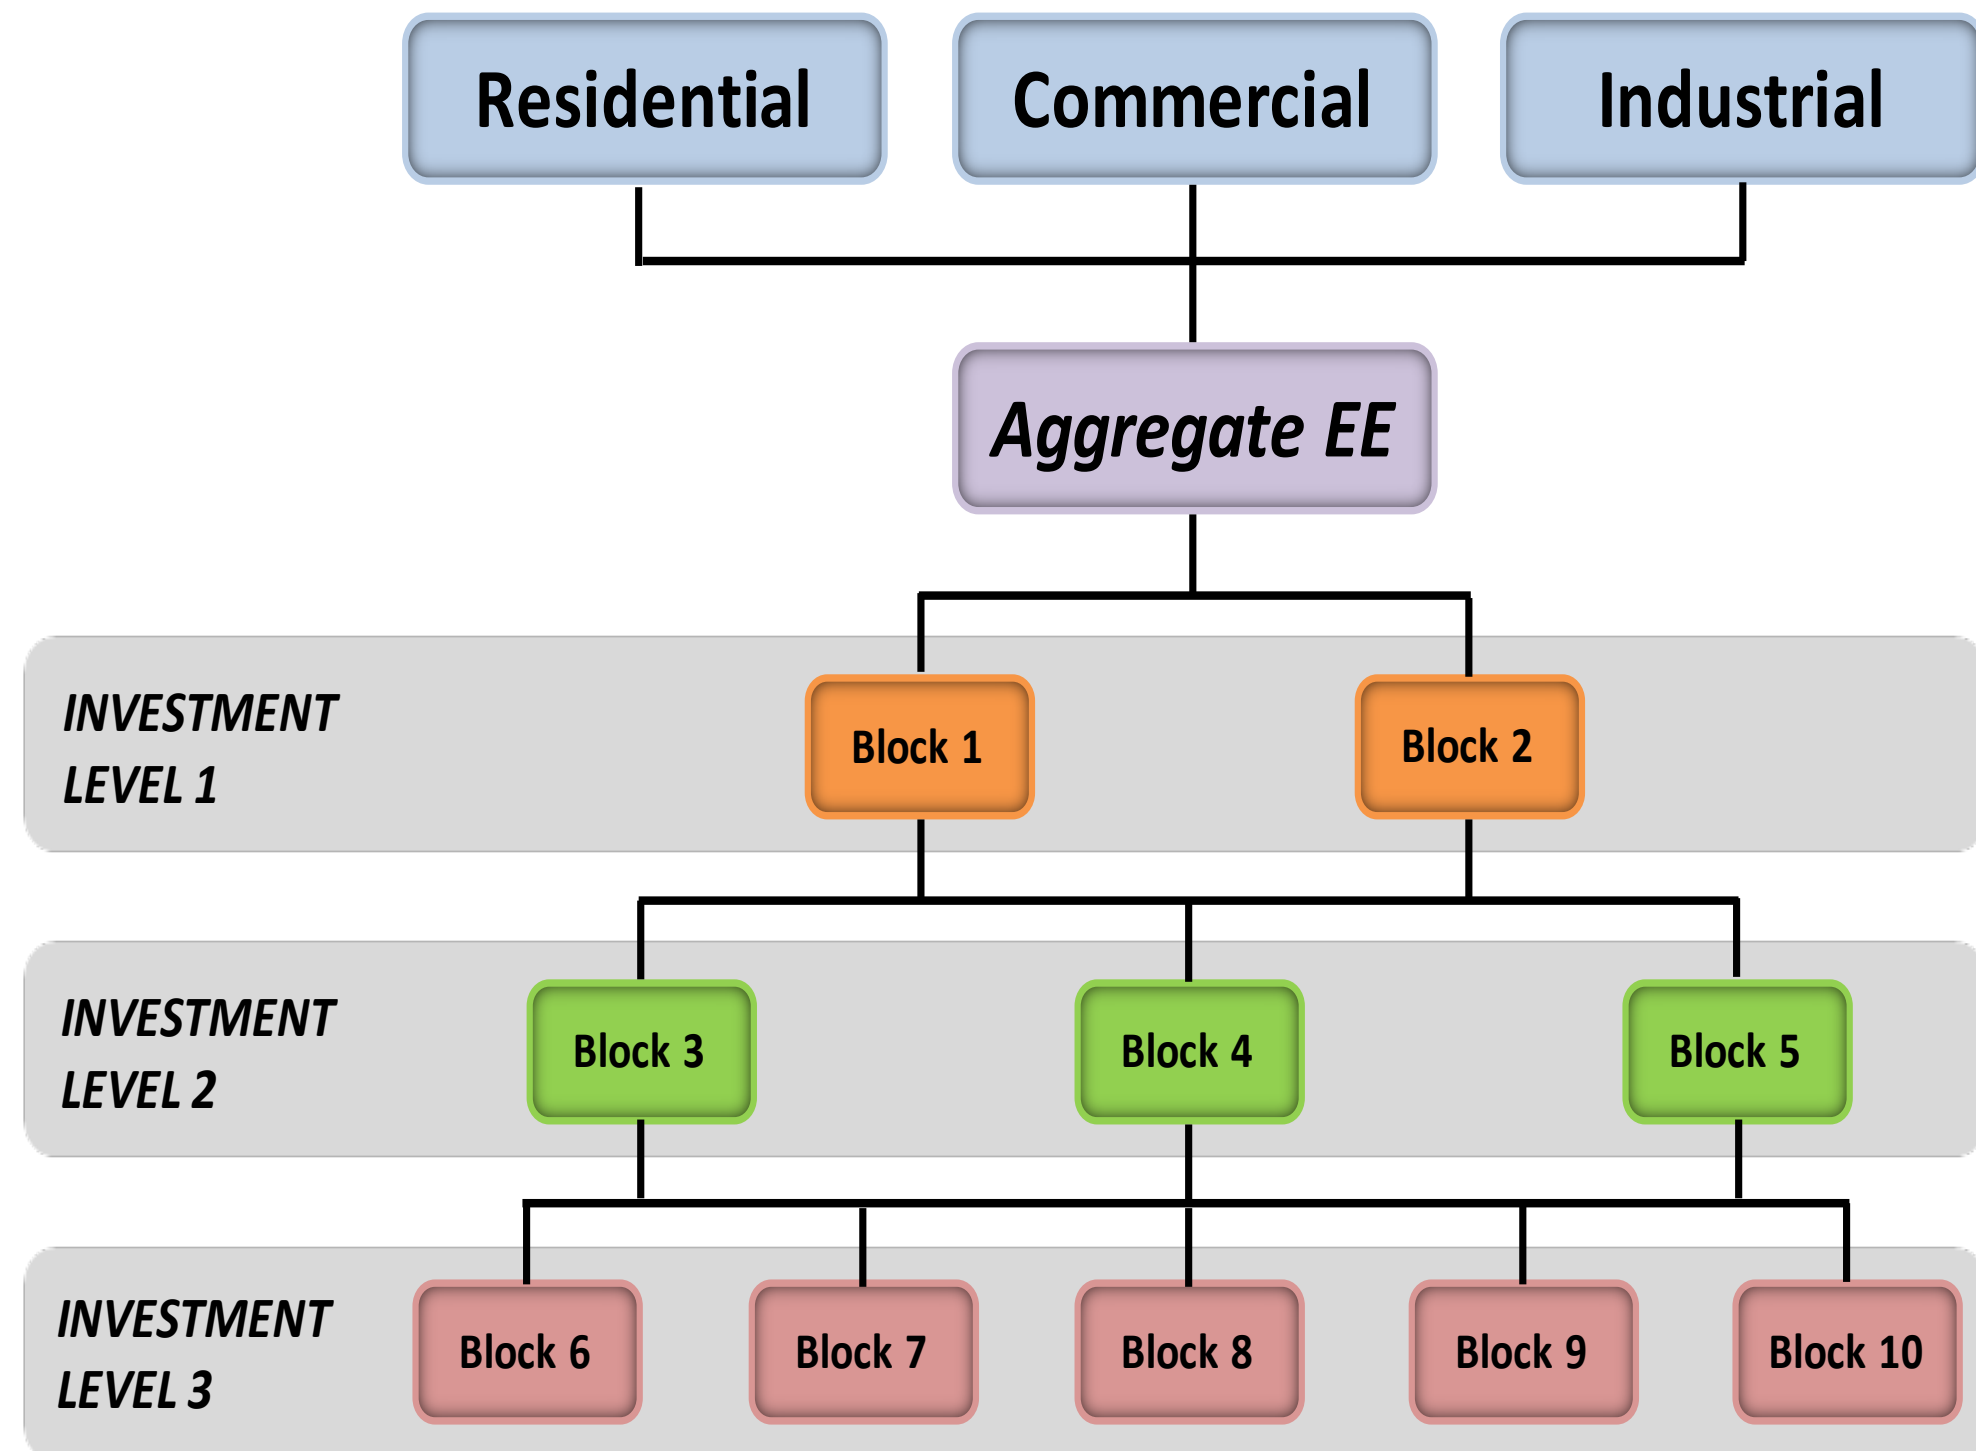 Residential
Commercial
Industrial
Aggregate EE
INVESTMENT
LEVEL 1
Block 1
Block 2
INVESTMENT
LEVEL 2
Block 3
Block 4
Block 5
INVESTMENT
LEVEL 3
Block 6
Block 7
Block 8
Block 9
Block 10